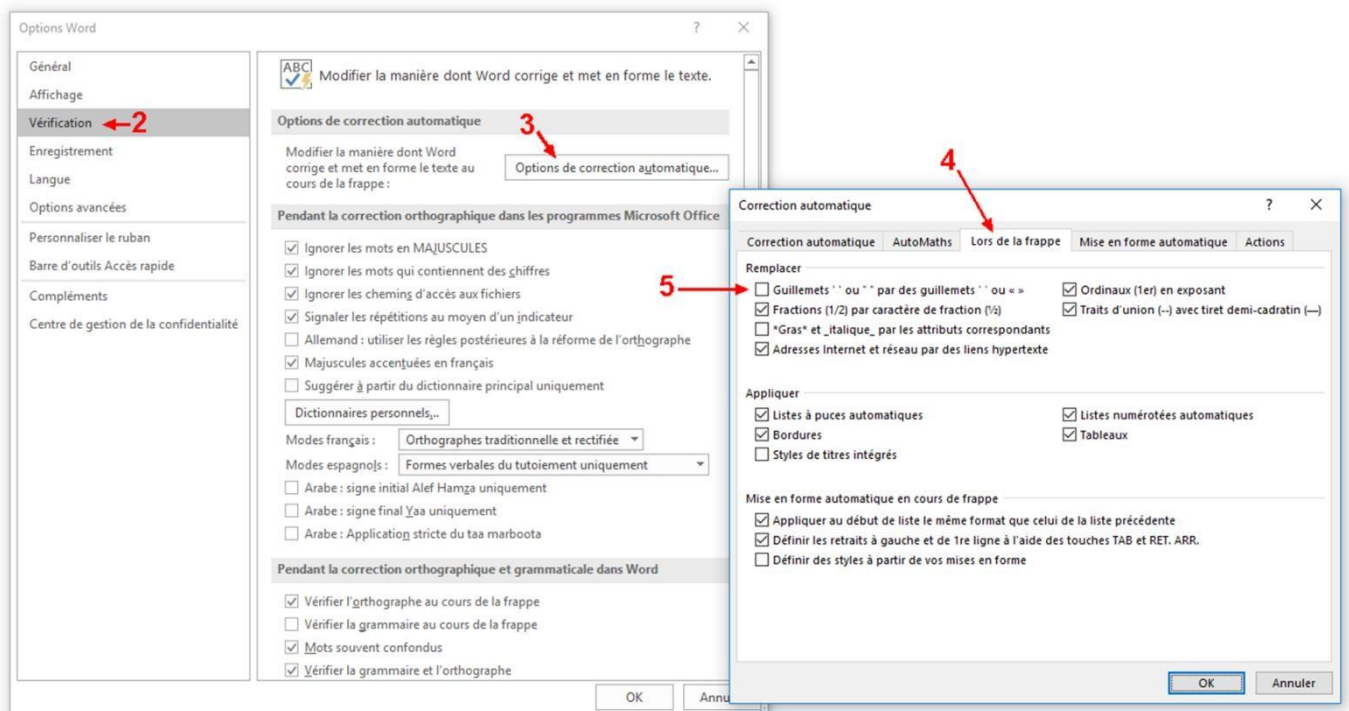 Options Word
?
Général
Affichage
Vérification
2
Enregistrement
Langue
Options avancées
Personnaliser le ruban
Barre d'outils Accès rapide
Compléments
Centre de gestion de la confidentialité
ABC
Modifier la manière dont Word corrige et met en forme le texte.
Options de correction automatique
3
Modifier la manière dont Word
corrige et met en forme le texte au
cours de la frappe :
Options de correction automatique...
Pendant la correction orthographique dans les programmes Microsoft Office
Ignorer les mots en MAJUSCULES
Ignorer les mots qui contiennent des chiffres
Ignorer les chemins d'accès aux fichiers
Signaler les répétitions au moyen d'un indicateur
Allemand : utiliser les règles postérieures à la réforme de l'orthographe
Majuscules accentuées en français
Suggérer à partir du dictionnaire principal uniquement
Dictionnaires personnels...
Modes français : Orthographes traditionnelle et rectifiée
Modes espagnols : Formes verbales du tutoiement uniquement
Arabe : signe initial Alef Hamza uniquement
Arabe : signe final Yaa uniquement
Arabe : Application stricte du taa marboota
Pendant la correction orthographique et grammaticale dans Word
Vérifier l'orthographe au cours de la frappe
Vérifier la grammaire au cours de la frappe
Mots souvent confondus
Vérifier la grammaire et l'orthographe
OK
Annu
4
Correction automatique
?
Correction automatique
AutoMaths
Lors de la frappe
Mise en forme automatique
Actions
Remplacer
5
Guillemets ' ' ou " " par des guillemets ' ' ou « »
Ordinaux (1er) en exposant
Fractions (1/2) par caractère de fraction (½)
Traits d'union (--) avec tiret demi-cadratin (—)
*Gras* et _italique_ par les attributs correspondants
Adresses Internet et réseau par des liens hypertexte
Appliquer
Listes à puces automatiques
Listes numérotées automatiques
Bordures
Tableaux
Styles de titres intégrés
Mise en forme automatique en cours de frappe
Appliquer au début de liste le même format que celui de la liste précédente
Définir les retraits à gauche et de 1re ligne à l'aide des touches TAB et RET. ARR.
Définir des styles à partir de vos mises en forme
OK
Annuler